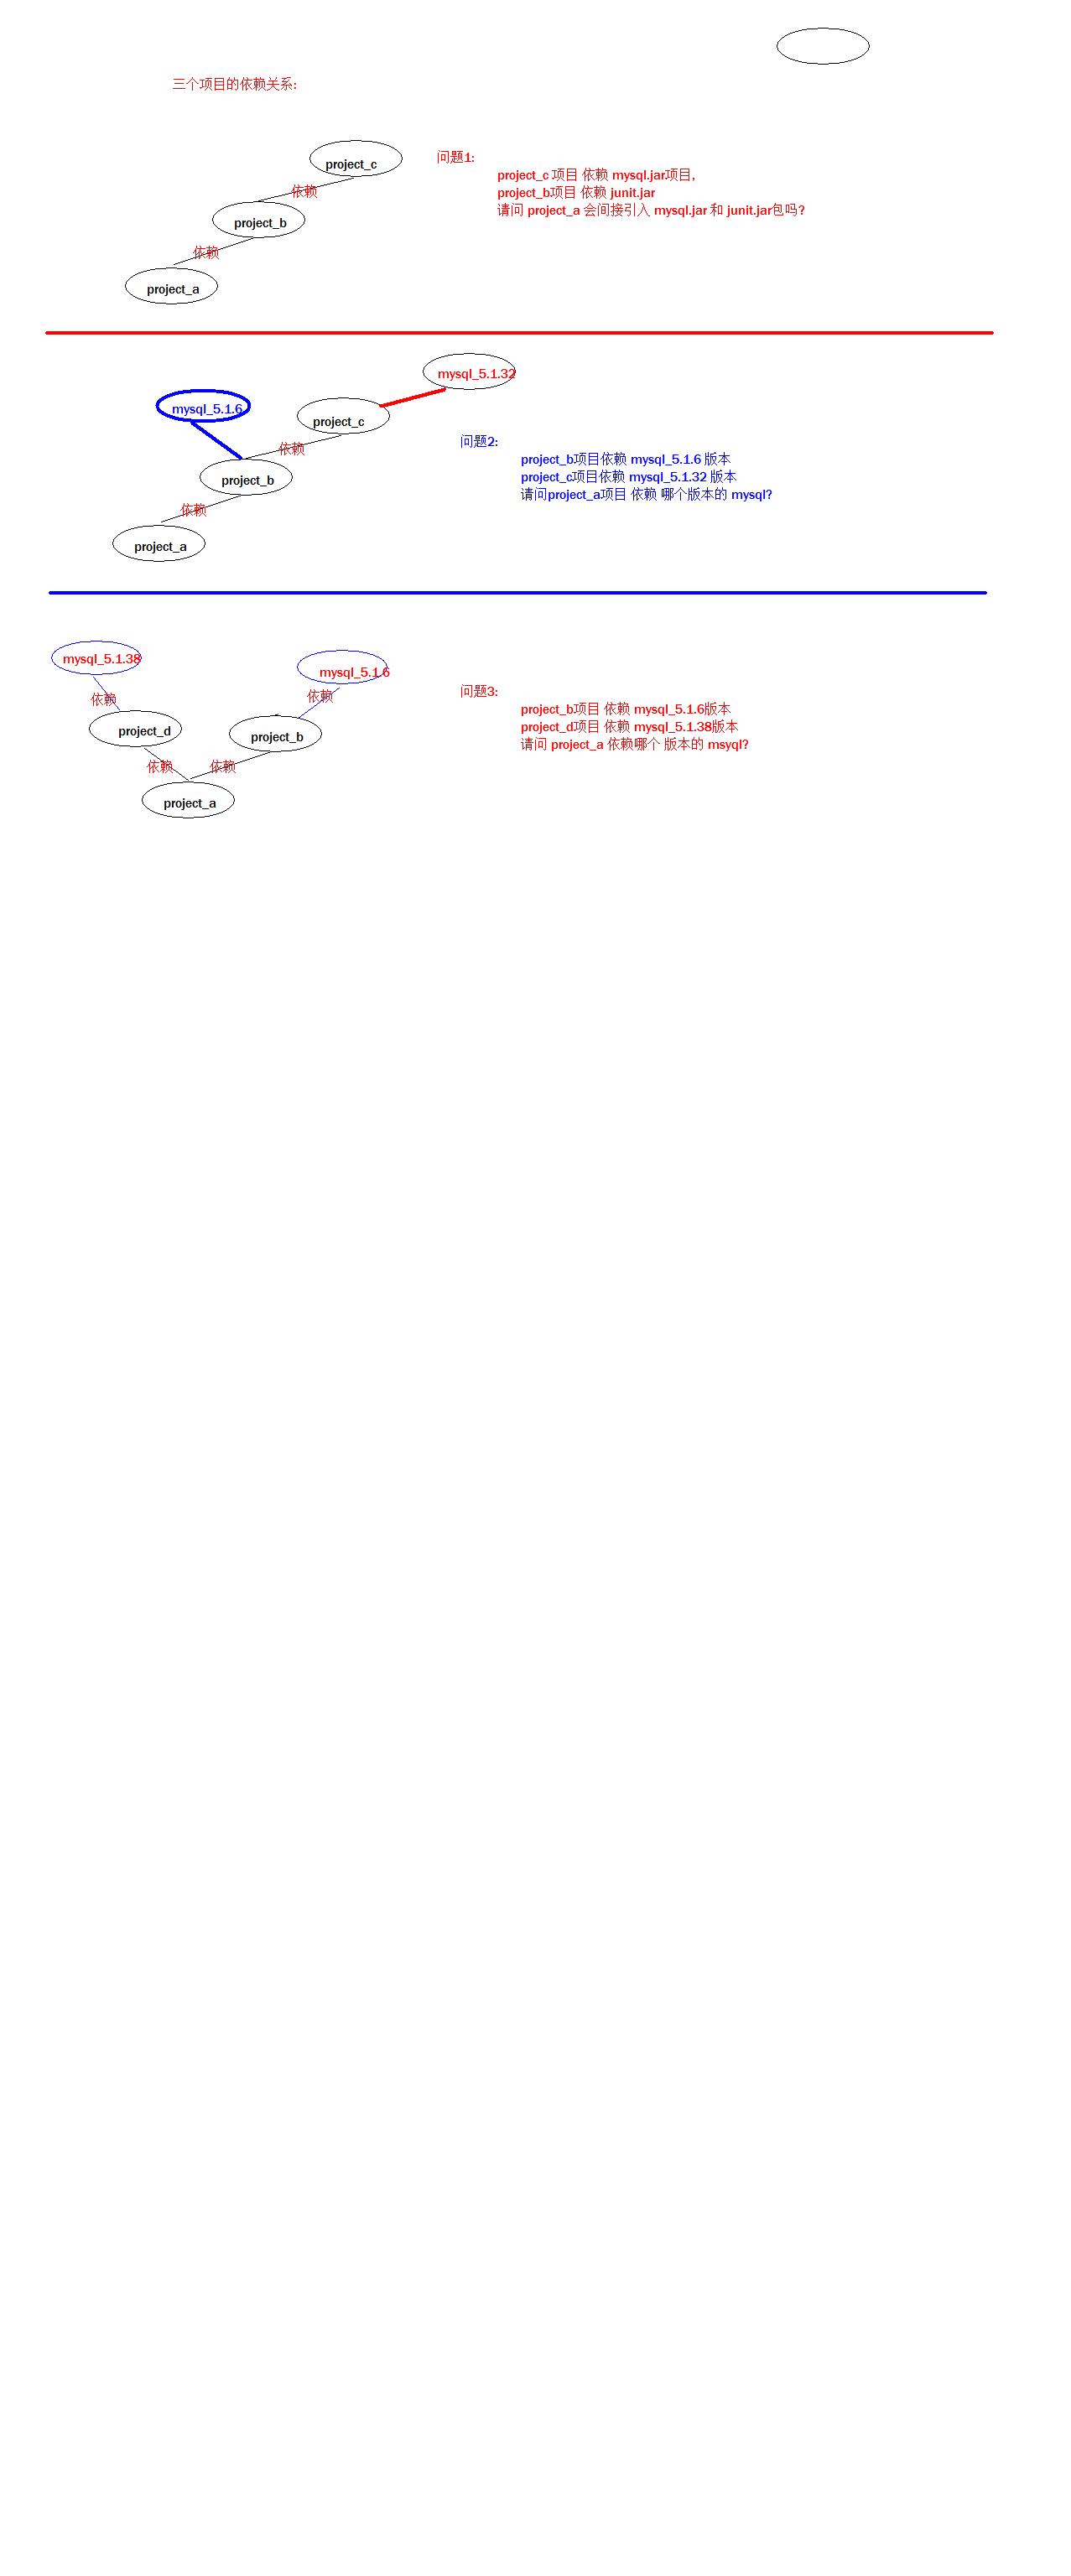 三个项目的依赖关系:
project_c
依赖
project_b
依赖
project_a
问题1:
project_c 项目 依赖 mysql.jar项目,
project_b项目 依赖 junit.jar
请问 project_a 会间接引入 mysql.jar 和 junit.jar包吗?
mysql_5.1.32
mysql_5.1.6
project_c
依赖
project_b
依赖
project_a
问题2:
project_b项目依赖 mysql_5.1.6 版本
project_c项目依赖 mysql_5.1.32 版本
请问project_a项目 依赖 哪个版本的 mysql?
mysql_5.1.38
mysql_5.1.6
依赖
依赖
project_d
project_b
依赖
依赖
project_a
问题3:
project_b项目 依赖 mysql_5.1.6版本
project_d项目 依赖 mysql_5.1.38版本
请问 project_a 依赖哪个 版本的 msyql?